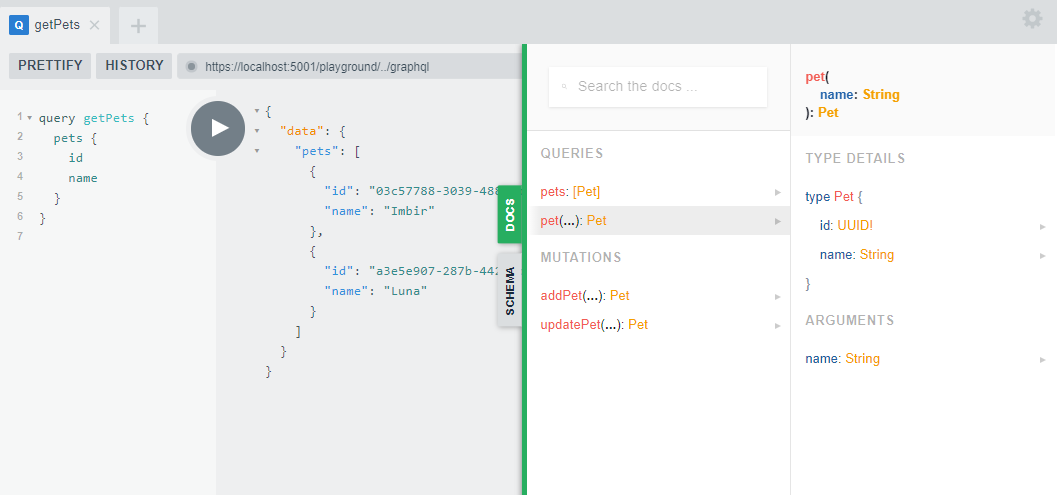 Q getPets
PRETTIFY HISTORY https://localhost:5001/playground/../graphql
1 query getPets {
2 pets {
3 id
4 name
5 }
6 }
7
{
"data": {
"pets": [
{
"id": "03c57788-3039-
"name": "Imbir"
},
{
"id": "a3e5e907-287b-442
"name": "Luna"
}
]
}
}
DOCS
SCHEMA
Search the docs ...
QUERIES
pets: [Pet]
pet(...): Pet
MUTATIONS
addPet(...): Pet
updatePet(...): Pet
pet(
name: String
): Pet
TYPE DETAILS
type Pet {
id: UUID!
name: String
}
ARGUMENTS
name: String